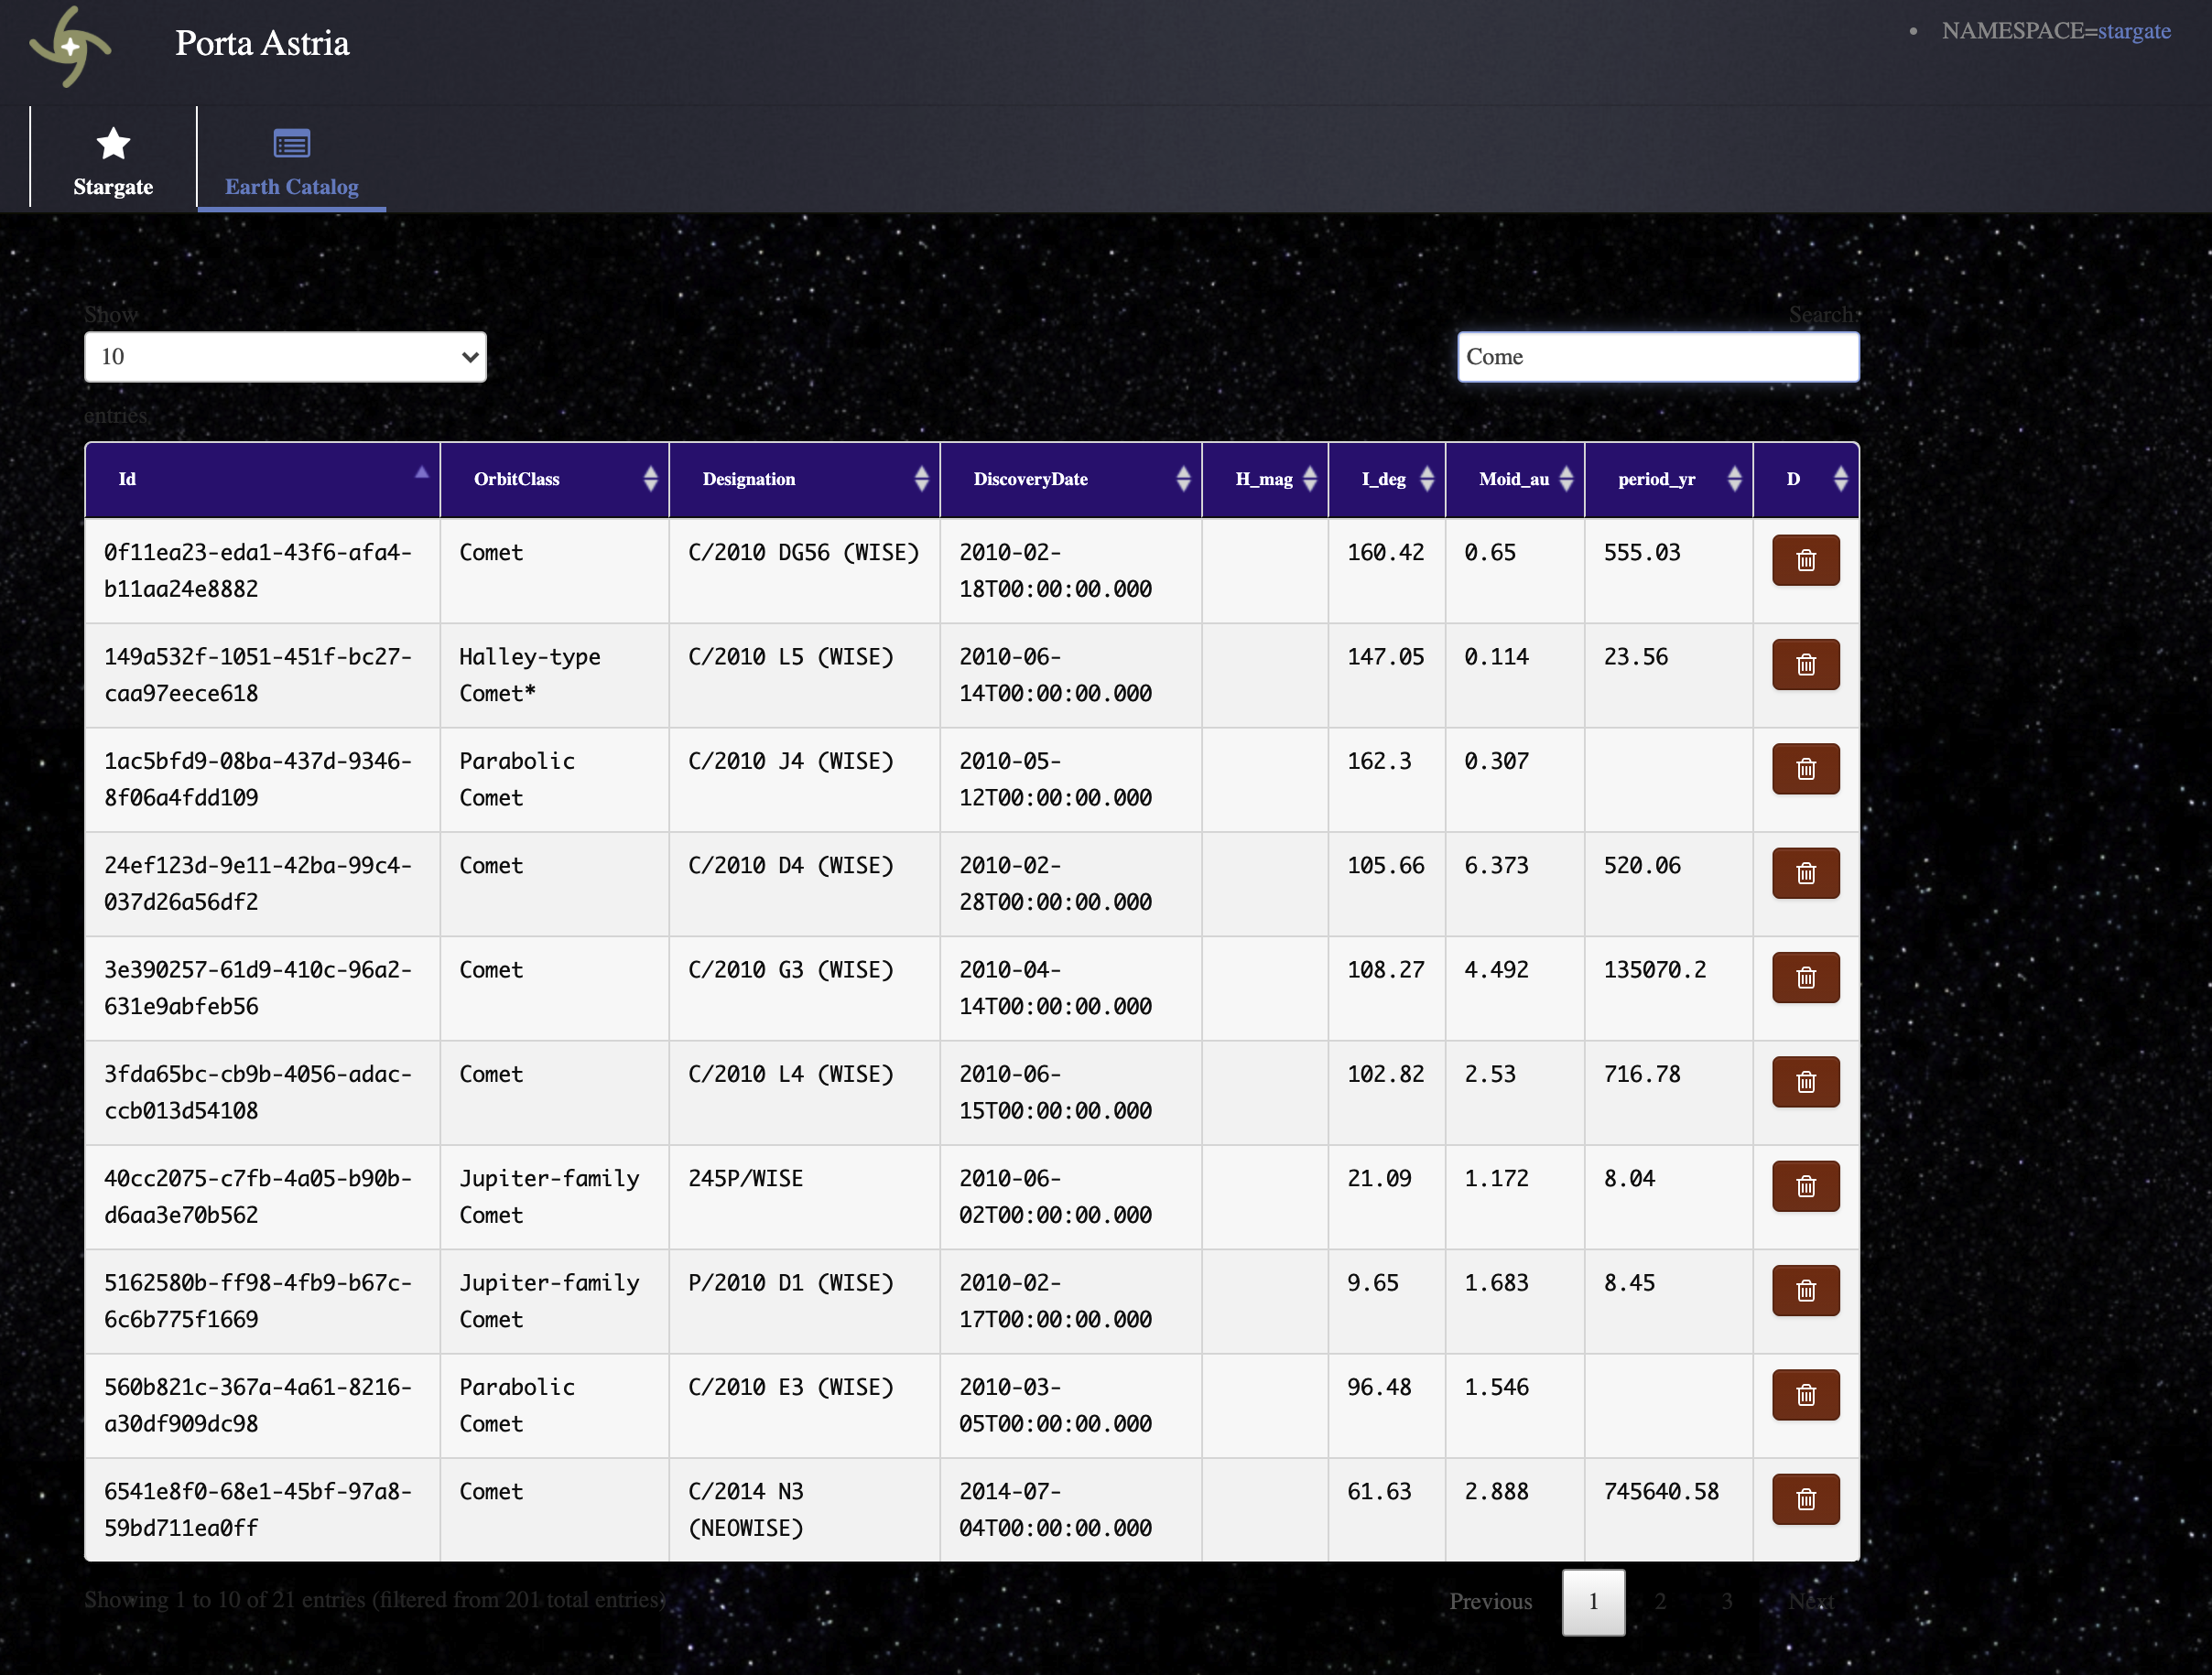 Porta Astria
NAMESPACE=stargate
Stargate
Earth Catalog
Show
Search:
10
Come
entries
Id OrbitClass Designation DiscoveryDate H_mag I_deg Moid_au period_yr D
0f11ea23-eda1-43f6-afa4- Comet C/2010 DG56 (WISE) 2010-02- 160.42 0.65 555.03
b11aa24e8882 18T00:00:00.000
149a532f-1051-451f-bc27- Halley-type C/2010 L5 (WISE) 2010-06- 147.05 0.114 23.56
caa97eece618 Comet* 14T00:00:00.000
1ac5bfd9-08ba-437d-9346- Parabolic C/2010 J4 (WISE) 2010-05- 162.3 0.307
8f06a4fdd109 Comet 12T00:00:00.000
24ef123d-9e11-42ba-99c4- Comet C/2010 D4 (WISE) 2010-02- 105.66 6.373 520.06
037d26a56df2 28T00:00:00.000
3e390257-61d9-410c-96a2- Comet C/2010 G3 (WISE) 2010-04- 108.27 4.492 135070.2
631e9abfeb56 14T00:00:00.000
3fda65bc-cb9b-4056-adac- Comet C/2010 L4 (WISE) 2010-06- 102.82 2.53 716.78
ccb013d54108 15T00:00:00.000
40cc2075-c7fb-4a05-b90b- Jupiter-family 245P/WISE 2010-06- 21.09 1.172 8.04
d6aa3e70b562 Comet 02T00:00:00.000
5162580b-ff98-4fb9-b67c- Jupiter-family P/2010 D1 (WISE) 2010-02- 9.65 1.683 8.45
6c6b775f1669 Comet 17T00:00:00.000
560b821c-367a-4a61-8216- Parabolic C/2010 E3 (WISE) 2010-03- 96.48 1.546
a30df909dc98 Comet 05T00:00:00.000
6541e8f0-68e1-45bf-97a8- Comet C/2014 N3 2014-07- 61.63 2.888 745640.58
59bd711ea0ff (NEOWISE) 04T00:00:00.000
Showing 1 to 10 of 21 entries (filtered from 201 total entries)
Previous 1 2 3 Next